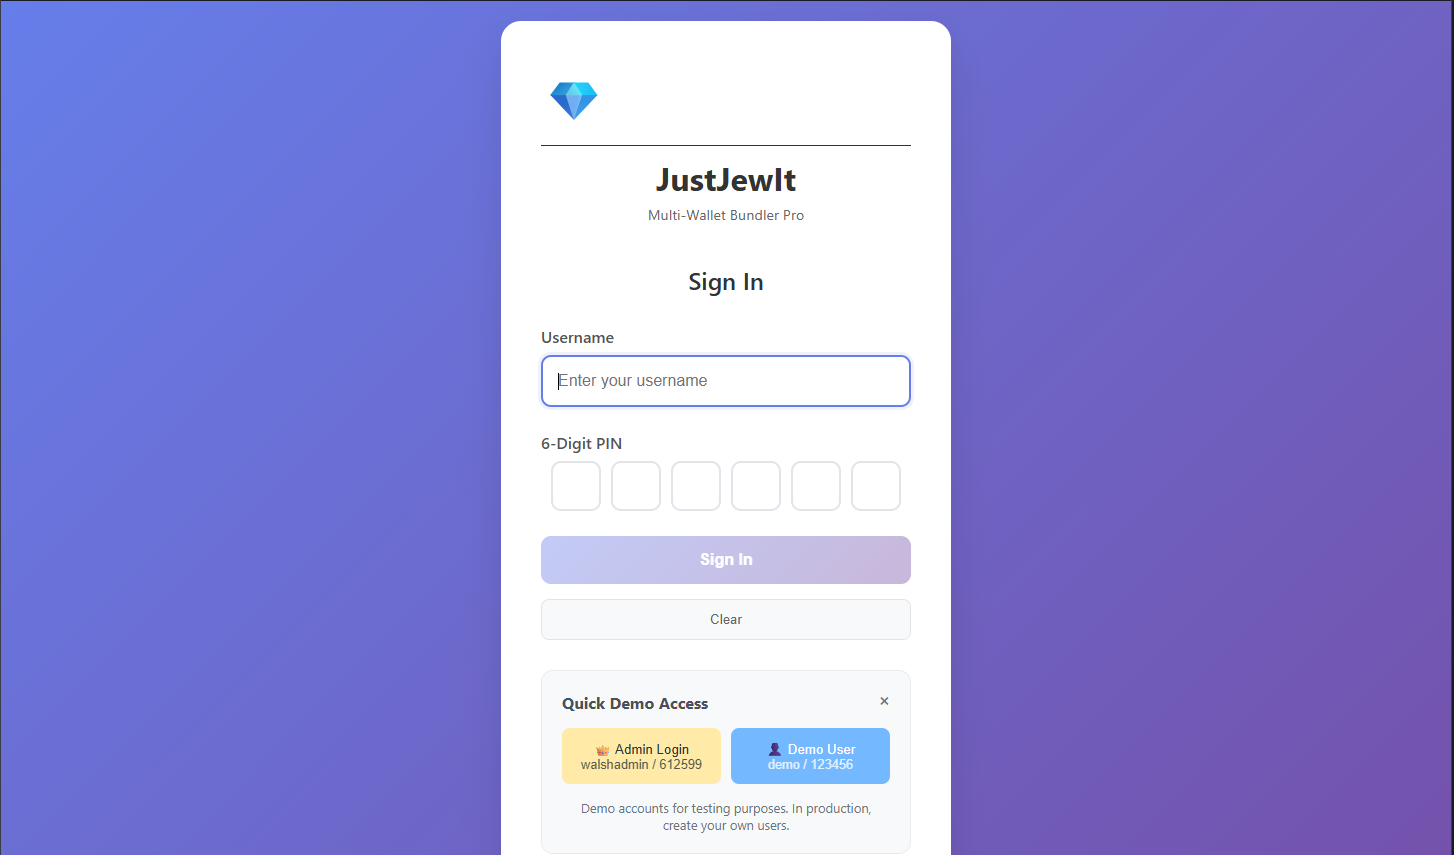 JustJewIt
Multi-Wallet Bundler Pro
Sign In
Username
Enter your username
6-Digit PIN
Sign In
Clear
Quick Demo Access
×
Admin Login
walshadmin / 612599
Demo User
demo / 123456
Demo accounts for testing purposes. In production,
create your own users.